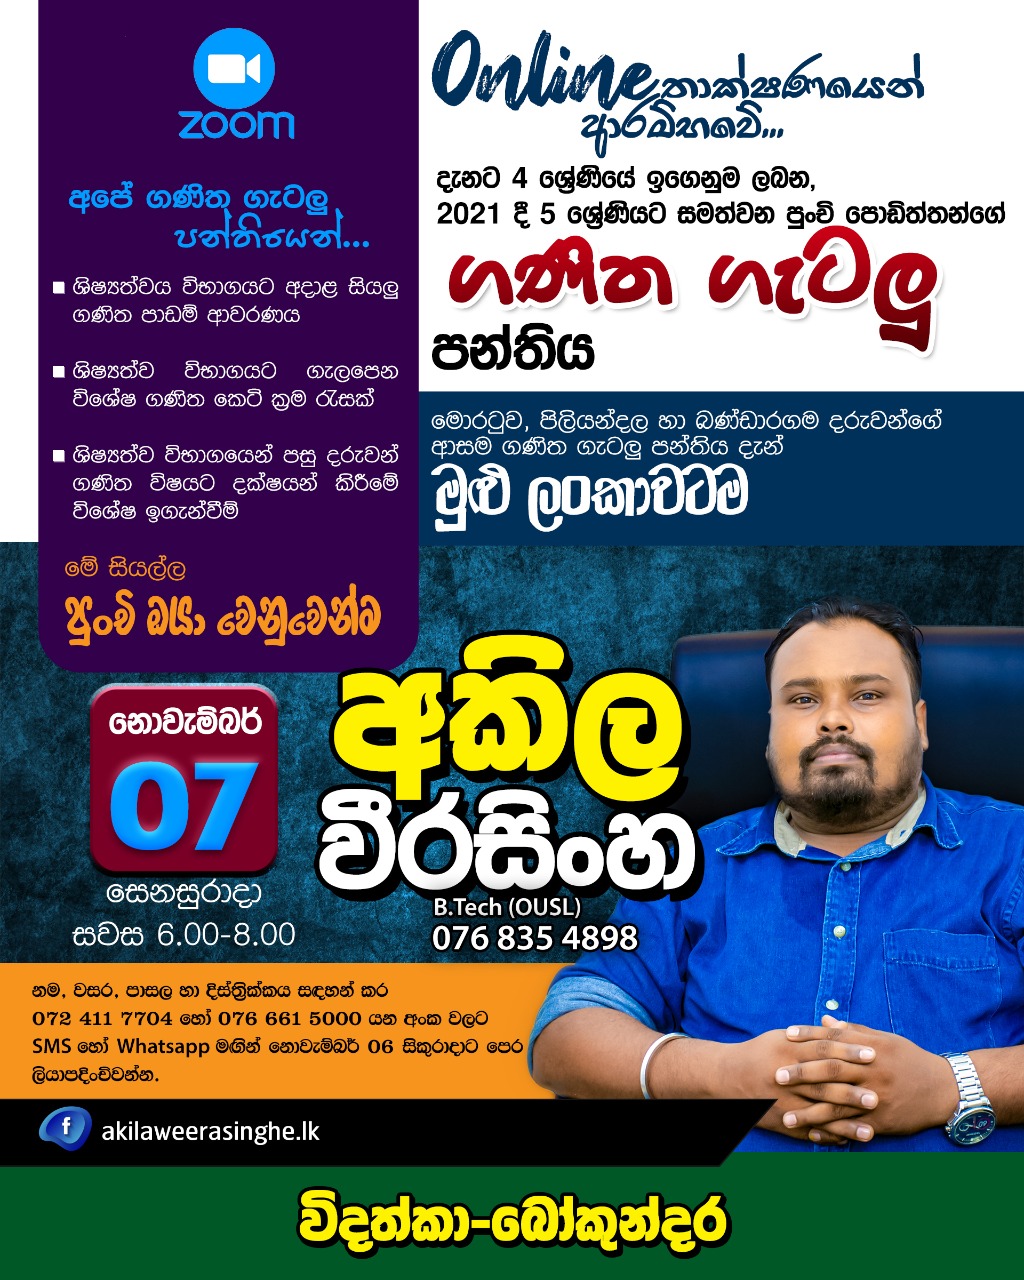 zoom
අපේ ගණිත ගැටලු
පන්තියෙන්...
ශිෂ්‍යත්වය විභාගයට අදාළ සියලු
ගණිත පාඩම් ආවරණය
ශිෂ්‍යත්ව විභාගයට ගැලපෙන
විශේෂ ගණිත කෙටි ක්‍රම රැසක්
ශිෂ්‍යත්ව විභාගයෙන් පසු දරුවන්
ගණිත විෂයට දක්ෂයන් කිරීමේ
විශේෂ ඉගැන්වීම්
මේ සියල්ල
පුංචි ඔයා වෙනුවෙන්ම
Online තාක්ෂණයෙන්
ආරම්භවේ...
දැනට 4 ශ්‍රේණියේ ඉගෙනුම ලබන,
2021 දී 5 ශ්‍රේණියට සමත්වන පුංචි පොඩිත්තන්ගේ
ගණිත ගැටලු
පන්තිය
මොරටුව, පිලියන්දල හා බණ්ඩාරගම දරුවන්ගේ
ආසම ගණිත ගැටලු පන්තිය දැන්
මුළු ලංකාවටම
නොවැම්බර්
07
සෙනසුරාදා
සවස 6.00-8.00
අකිල
වීරසිංහ
B.Tech (OUSL)
076 835 4898
නම, වසර, පාසල හා දිස්ත්‍රික්කය සඳහන් කර
072 411 7704 හෝ 076 661 5000 යන අංක වලට
SMS හෝ Whatsapp මඟින් නොවැම්බර් 06 සිකුරාදාට පෙර
ලියාපදිංචිවන්න.
f akilaweerasinghe.lk
විදත්කා-බෝකුන්දර